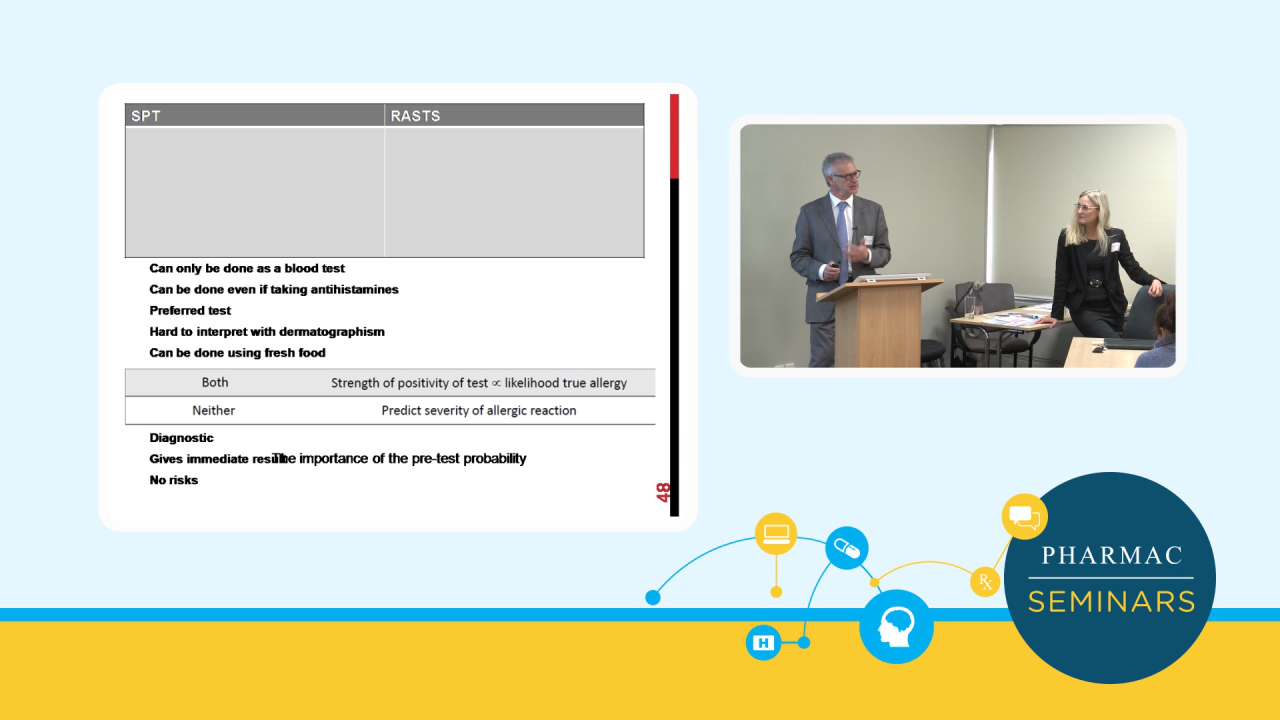 SPT
RASTS
Can only be done as a blood test
Can be done even if taking antihistamines
Preferred test
Hard to interpret with dermatographism
Can be done using fresh food
Both Strength of positivity of test ∝ likelihood true allergy
Neither Predict severity of allergic reaction
Diagnostic
Gives immediate result
The importance of the pre-test probability
No risks
48
H
Rx
PHARMAC
SEMINARS